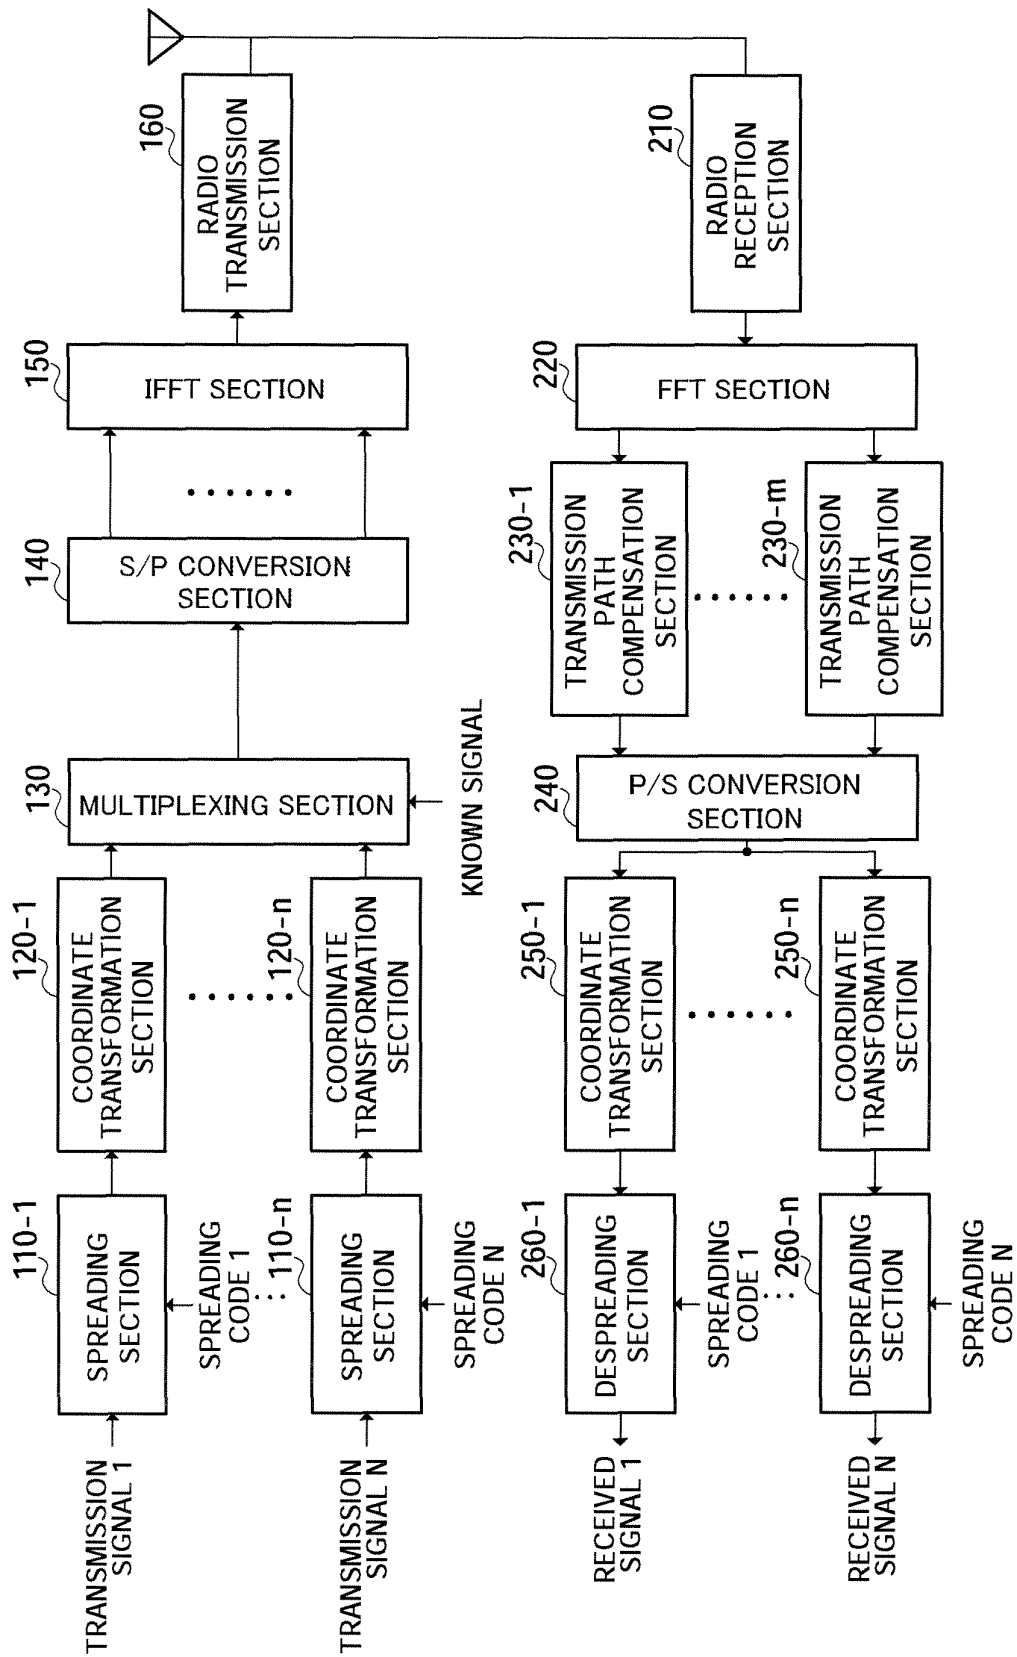 TRANSMISSION
SIGNAL 1
110-1
SPREADING
SECTION
SPREADING
CODE 1
120-1
COORDINATE
TRANSFORMATION
SECTION
TRANSMISSION
SIGNAL N
110-n
SPREADING
SECTION
SPREADING
CODE N
120-n
COORDINATE
TRANSFORMATION
SECTION
130
MULTIPLEXING SECTION
KNOWN SIGNAL
140
S/P CONVERSION
SECTION
150
IFFT SECTION
160
RADIO
TRANSMISSION
SECTION
210
RADIO
RECEPTION
SECTION
220
FFT SECTION
230-1
TRANSMISSION
PATH
COMPENSATION
SECTION
230-m
TRANSMISSION
PATH
COMPENSATION
SECTION
240
P/S CONVERSION
SECTION
250-1
COORDINATE
TRANSFORMATION
SECTION
250-n
COORDINATE
TRANSFORMATION
SECTION
260-1
DESPREADING
SECTION
SPREADING
CODE 1
RECEIVED
SIGNAL 1
260-n
DESPREADING
SECTION
SPREADING
CODE N
RECEIVED
SIGNAL N